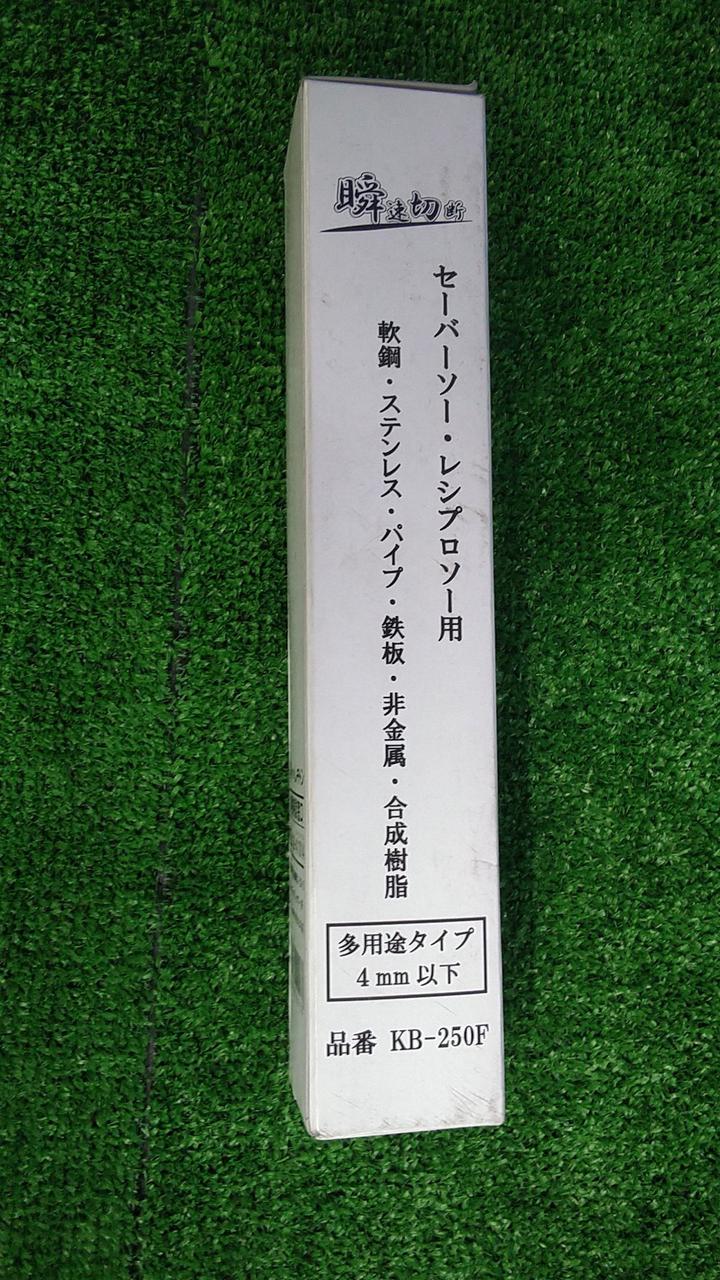 瞬速切断
セーバーソー・レシプロソー用
軟鋼・ステンレス・パイプ・鉄板・非金属・合成樹脂
多用途タイプ
4mm以下
品番 KB-250F